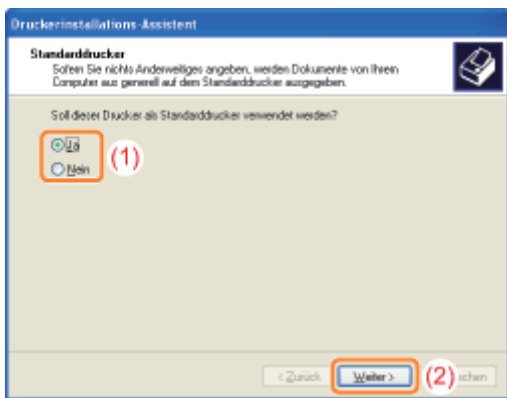 Druckerinstallations-Assistent
Standarddrucker
Sofern Sie nichts Anderweitiges angeben, werden Dokumente von Ihrem
Computer aus generell auf dem Standarddrucker ausgegeben.
Soll dieser Drucker als Standarddrucker verwendet werden?
Ja
(1)
Nein
< Zurück
Weiter >
(2)